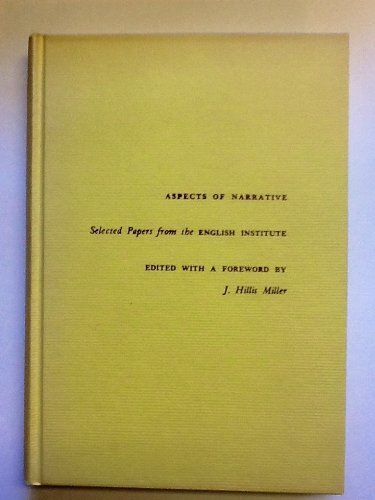 ASPECTS OF NARRATIVE
Selected Papers from the ENGLISH INSTITUTE
EDITED WITH A FOREWORD BY
J. Hillis Miller